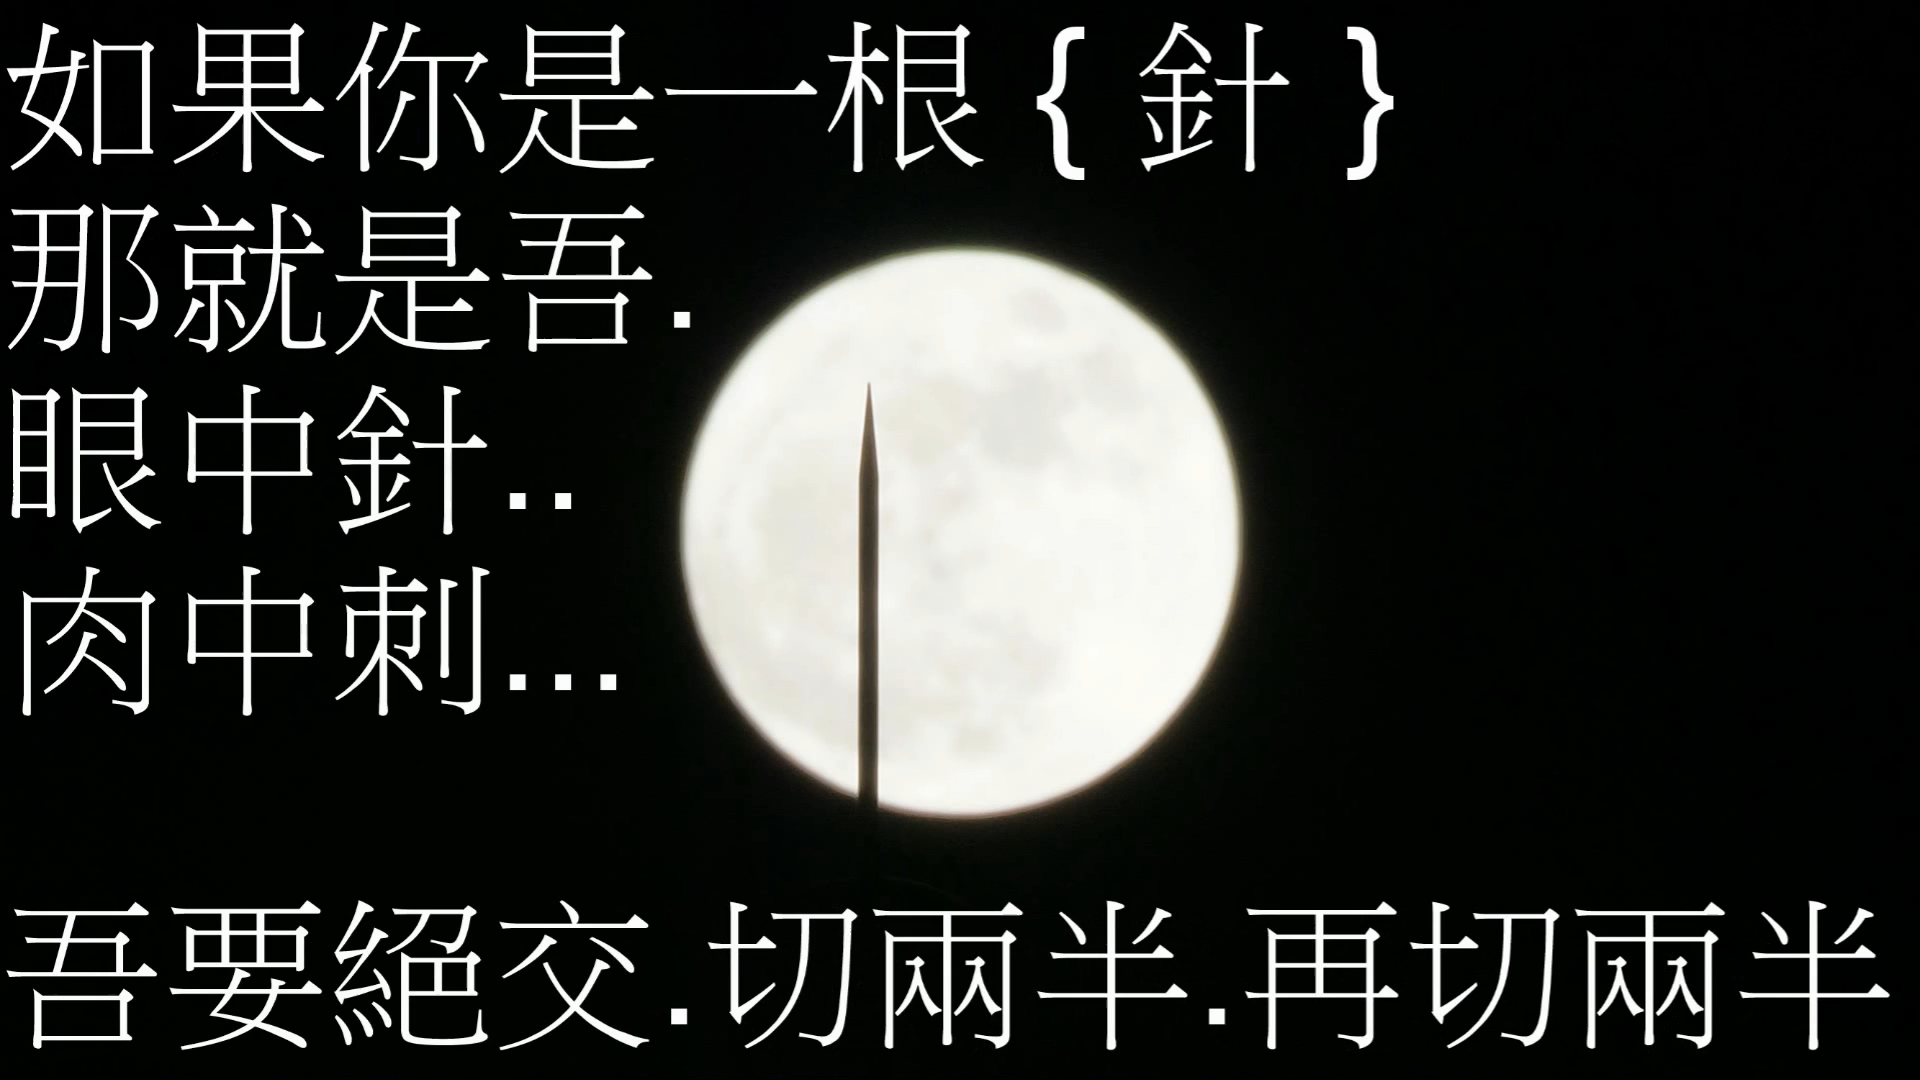 如果你是一根 { 針 }
那就是吾.
眼中針..
肉中刺...
吾要絕交.切兩半.再切兩半